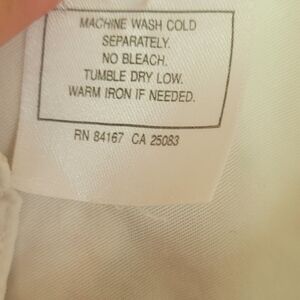 MACHINE WASH COLD
SEPARATELY.
NO BLEACH.
TUMBLE DRY LOW.
WARM IRON IF NEEDED.
RN 84167 CA 25083